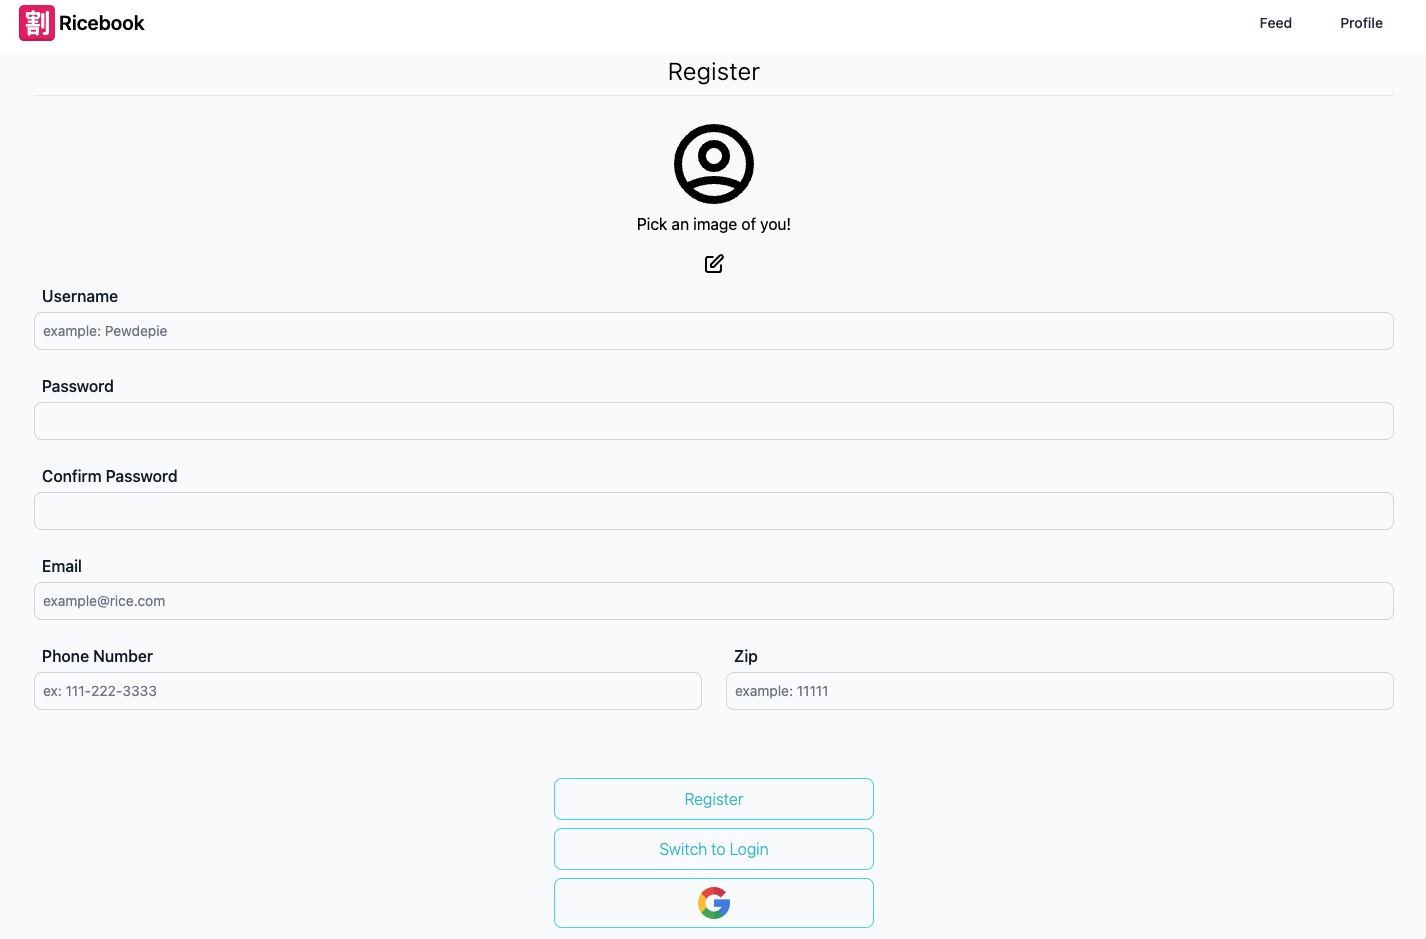 割 Ricebook
Feed
Profile
Register
Pick an image of you!
Username
example: Pewdepie
Password
Confirm Password
Email
example@rice.com
Phone Number
Zip
ex: 111-222-3333
example: 11111
Register
Switch to Login
G